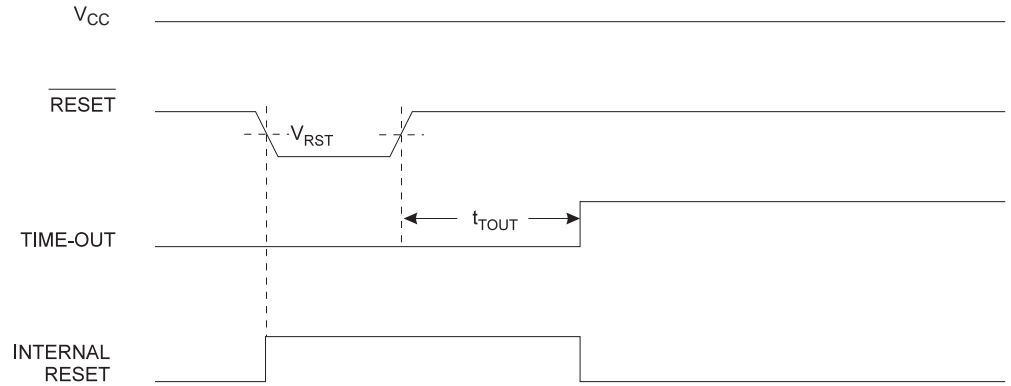 VCC
RESET
VRST
tTOUT
TIME-OUT
INTERNAL
RESET